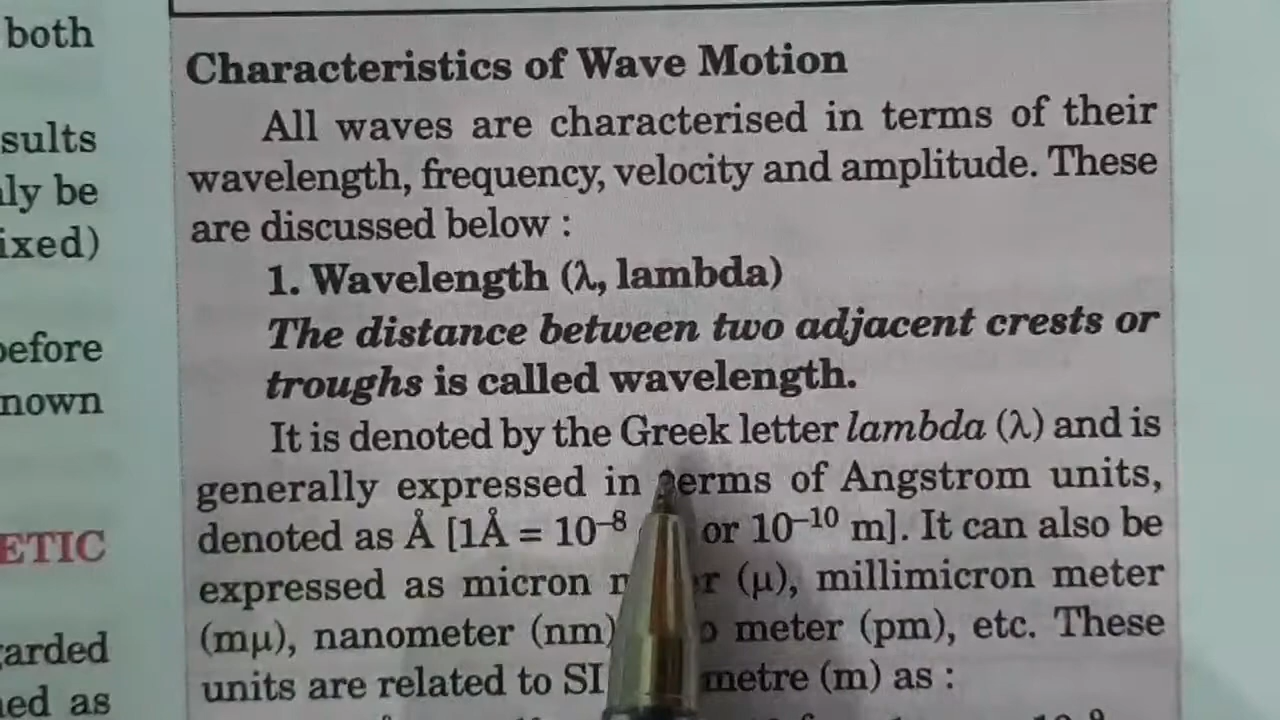 both
sults
ly be
ixed)
before
nown
ETIC
garded
ned as
Characteristics of Wave Motion
All waves are characterised in terms of their
wavelength, frequency, velocity and amplitude. These
are discussed below :
1. Wavelength (λ, lambda)
The distance between two adjacent crests or
troughs is called wavelength.
It is denoted by the Greek letter lambda (λ) and is
generally expressed in terms of Angstrom units,
denoted as Å [1Å = 10⁻⁸ or 10⁻¹⁰ m]. It can also be
expressed as micron (μ), millimicron meter
(mμ), nanometer (nm) meter (pm), etc. These
units are related to SI metre (m) as :